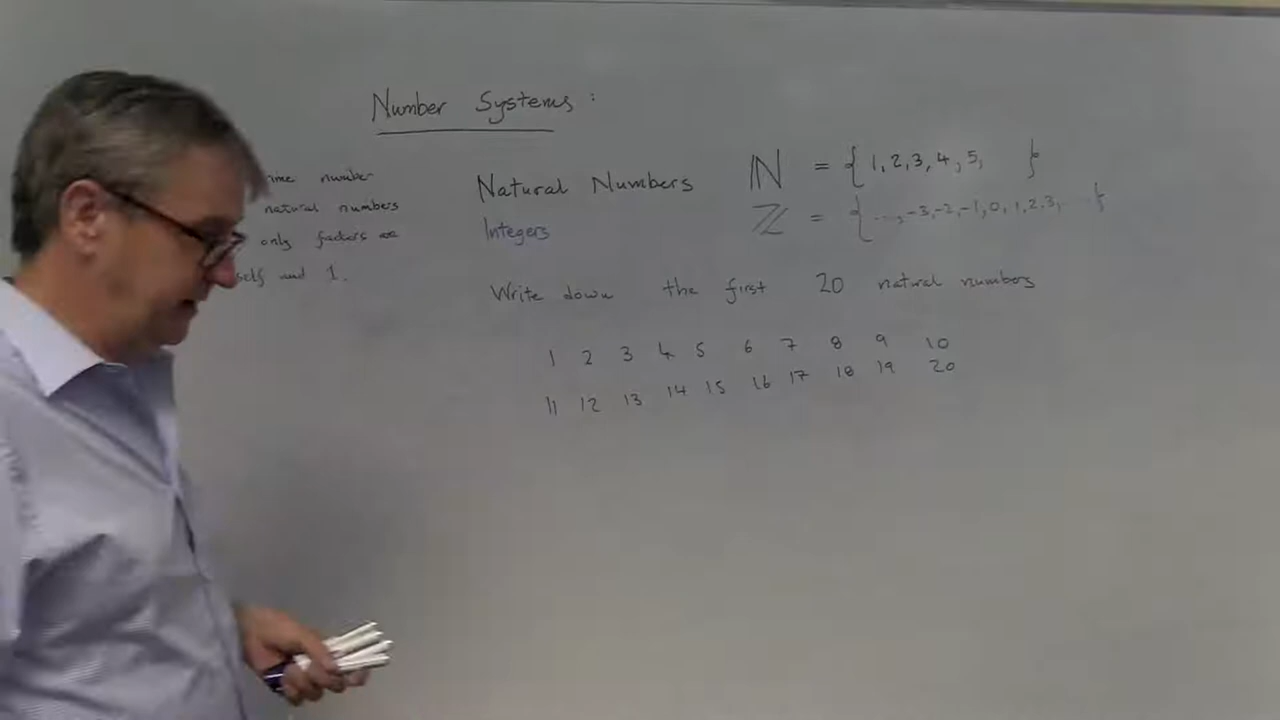 Number Systems :
number
natural numbers
only factors are
and 1.
Natural Numbers ℕ = { 1, 2, 3, 4, 5, }
Integers ℤ = { ..., -3, -2, -1, 0, 1, 2, 3, ... }
Write down the first 20 natural numbers
1 2 3 4 5 6 7 8 9 10
11 12 13 14 15 16 17 18 19 20